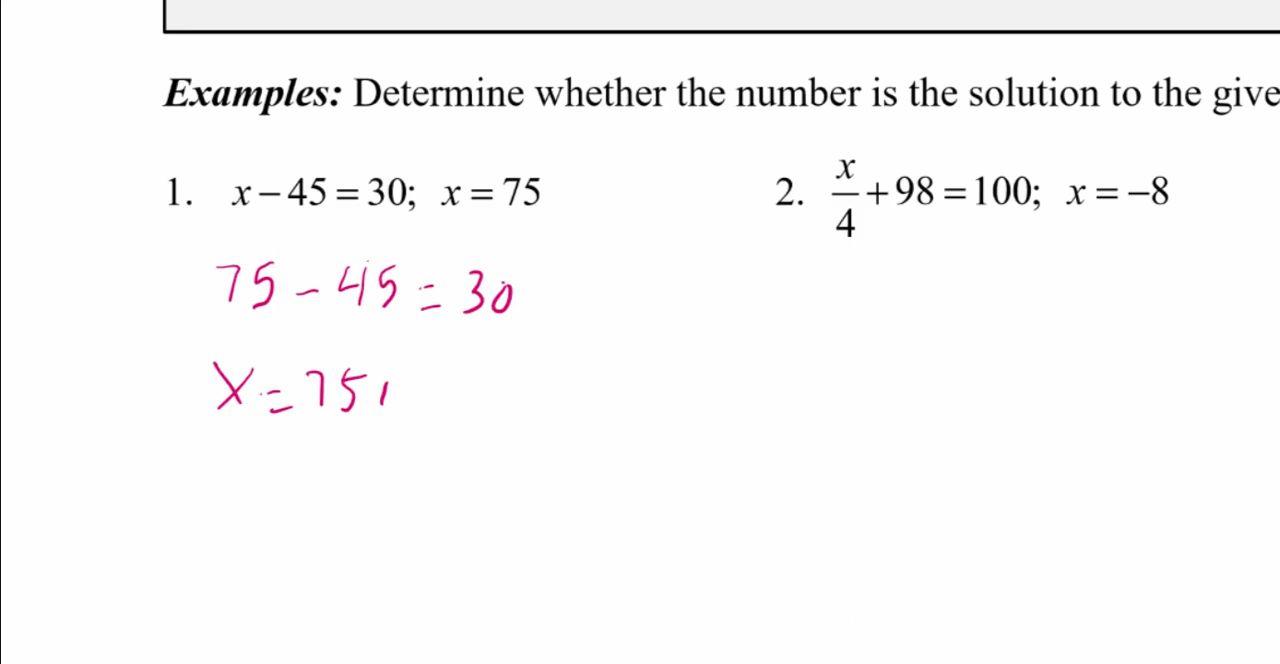 Examples: Determine whether the number is the solution to the give
1. x – 45 = 30; x = 75
2. x/4 + 98 = 100; x = –8
75 - 45 = 30
x = 75